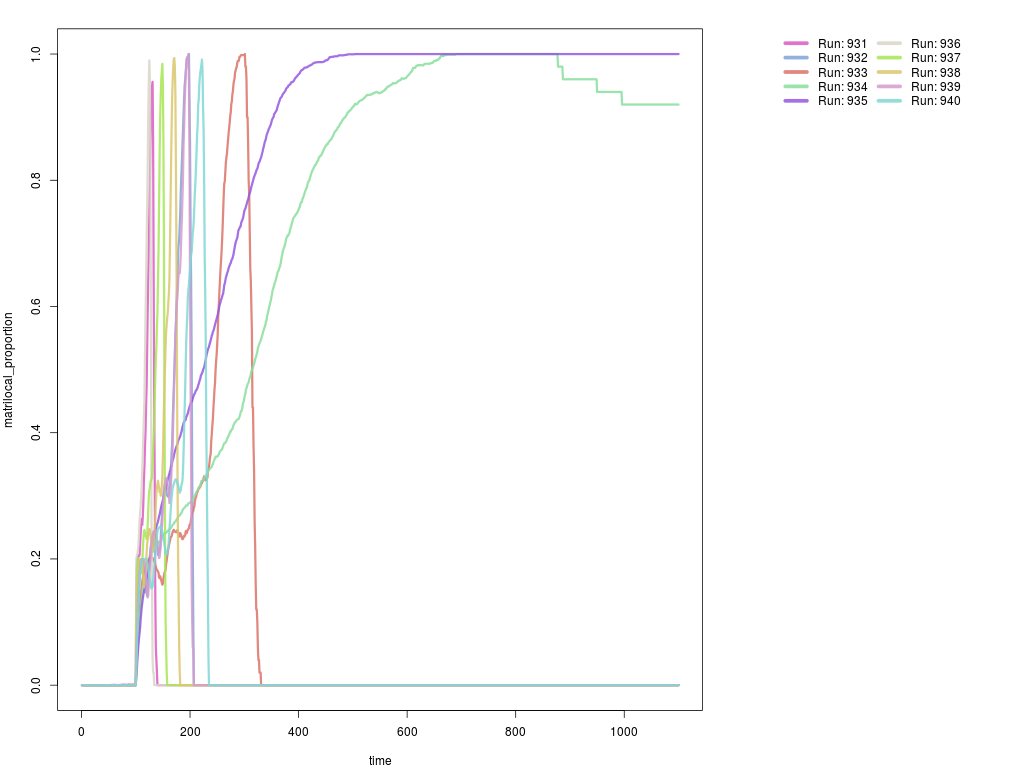 matrilocal_proportion
1.0
0.8
0.6
0.4
0.2
0.0
0 200 400 600 800 1000
time
Run: 931 Run: 936
Run: 932 Run: 937
Run: 933 Run: 938
Run: 934 Run: 939
Run: 935 Run: 940